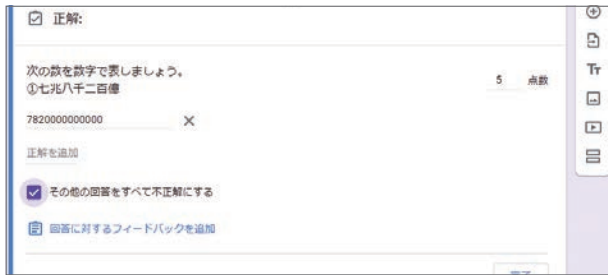 正解:
次の数を数字で表しましょう。
①七兆八千二百億
5 点数
7820000000000
正解を追加
その他の回答をすべて不正解にする
回答に対するフィードバックを追加
Tт